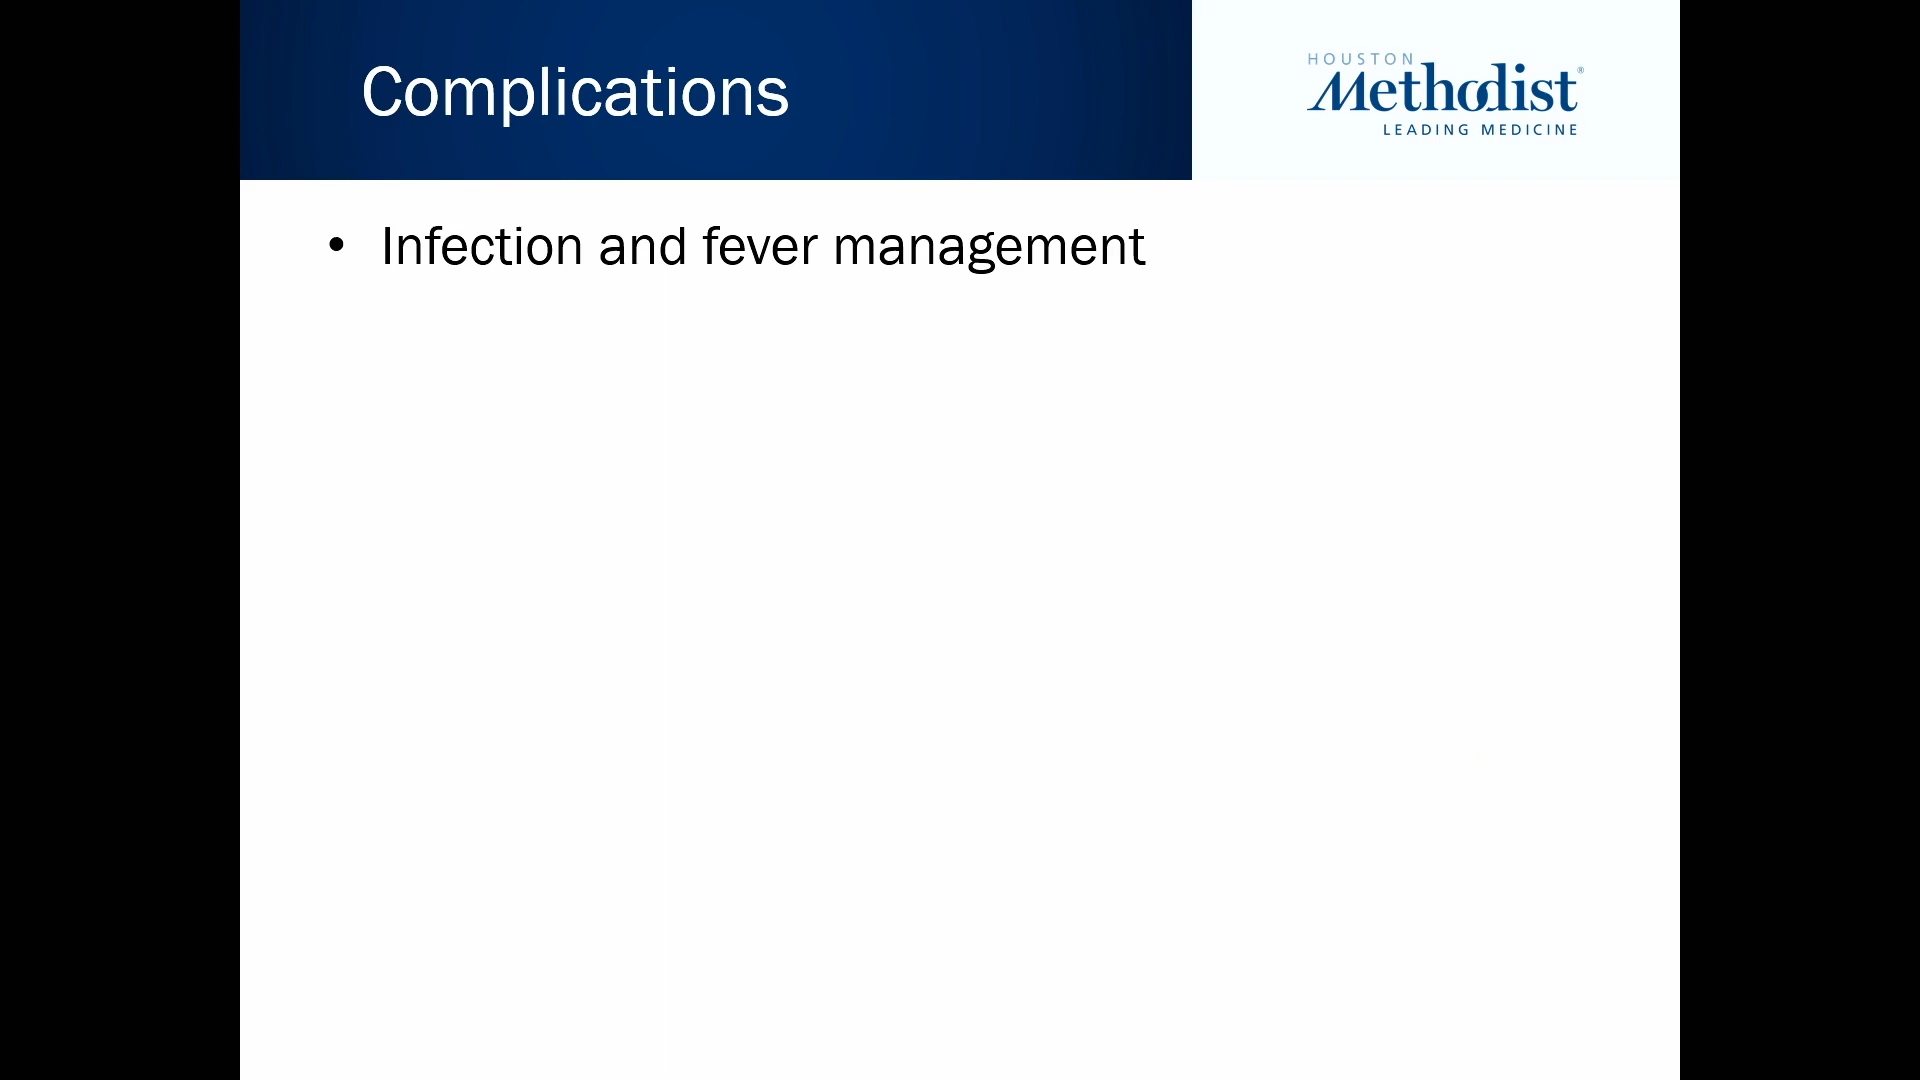 Complications
HOUSTON
Methodist®
LEADING MEDICINE
• Infection and fever management